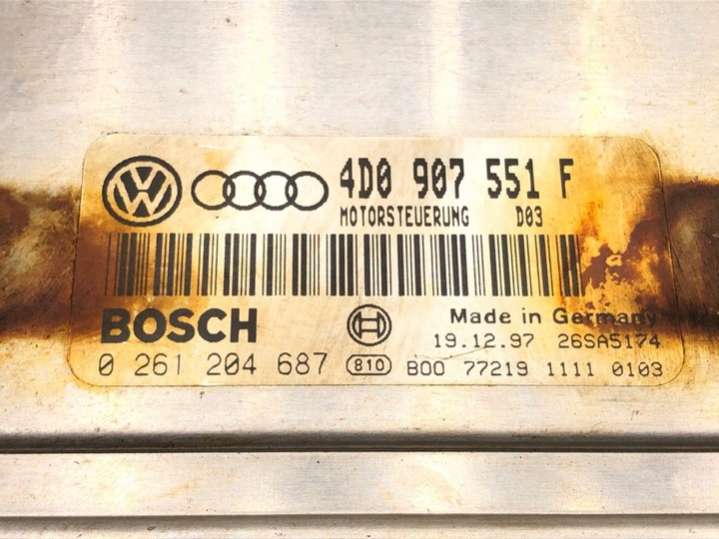 4D0 907 551 F
MOTORSTEUERUNG D03
BOSCH
Made in Germany
19.12.97 26SA5174
0 261 204 687 810 B00 77219 1111 0103